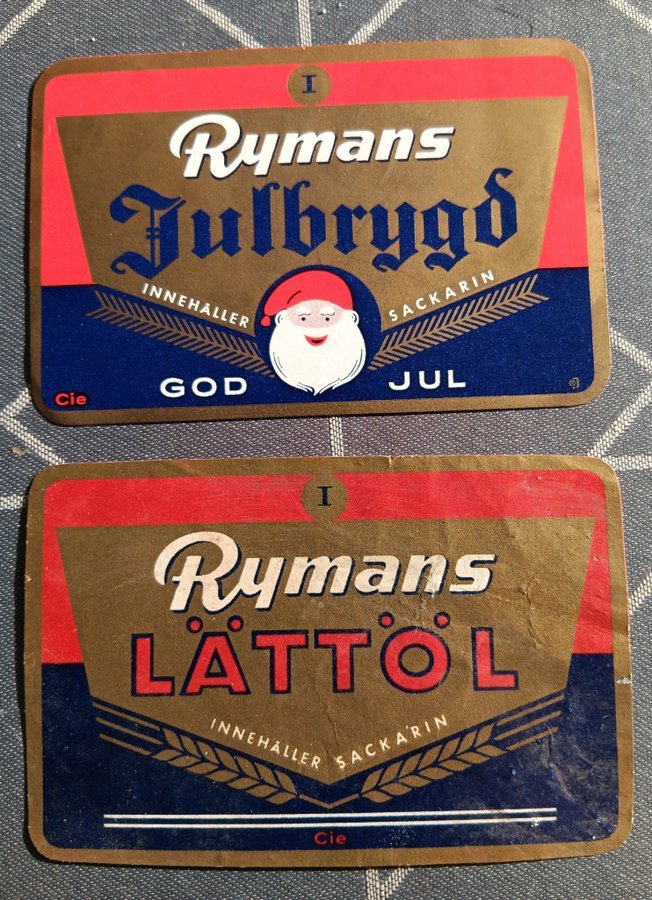 I
Rymans
Julbrygd
INNEHÅLLER SACKARIN
GOD JUL
Cie
I
Rymans
LÄTTÖL
INNEHÅLLER SACKARIN
Cie